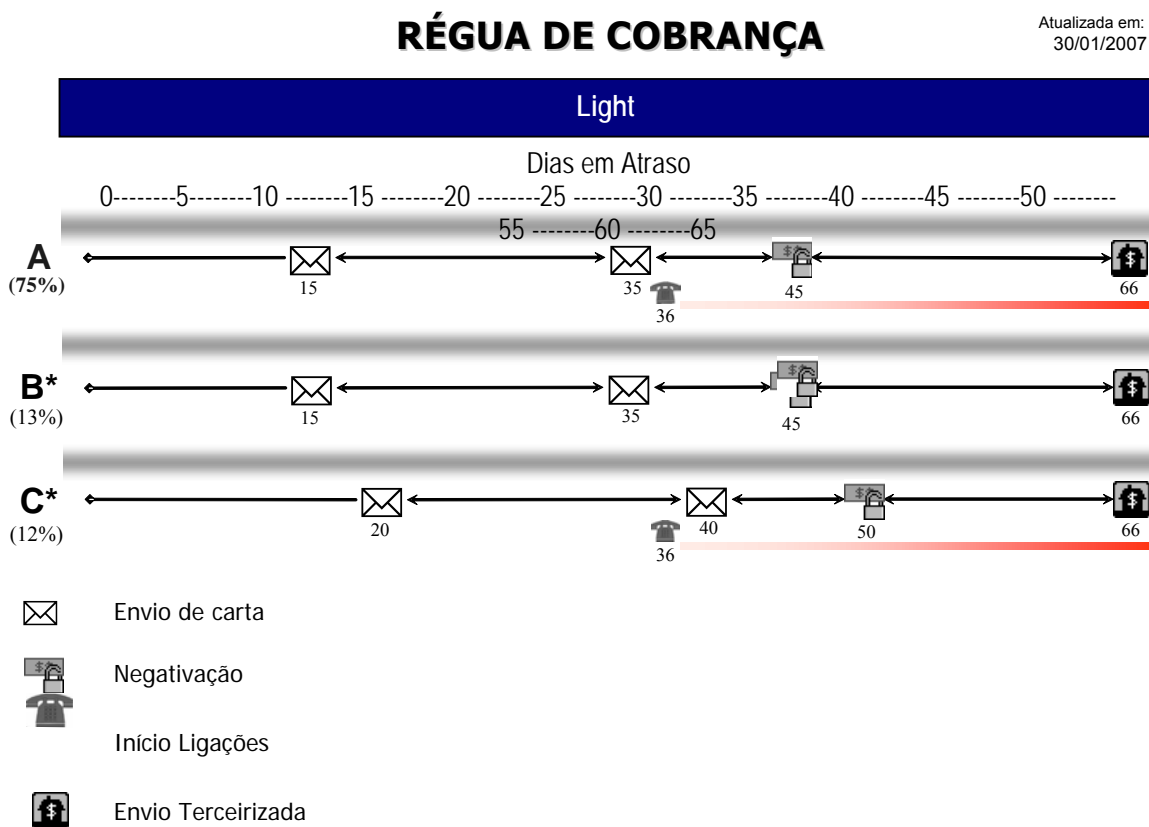 RÉGUA DE COBRANÇA
Atualizada em:
30/01/2007
Light
Dias em Atraso
0--------5-------10 --------15 -------20 --------25 -------30 --------35 -------40 --------45 -------50 --------
55 --------60 -------65
A
(75%)
15
35
36
45
66
B*
(13%)
15
35
45
66
C*
(12%)
20
36
40
50
66
Envio de carta
Negativação
Início Ligações
Envio Terceirizada